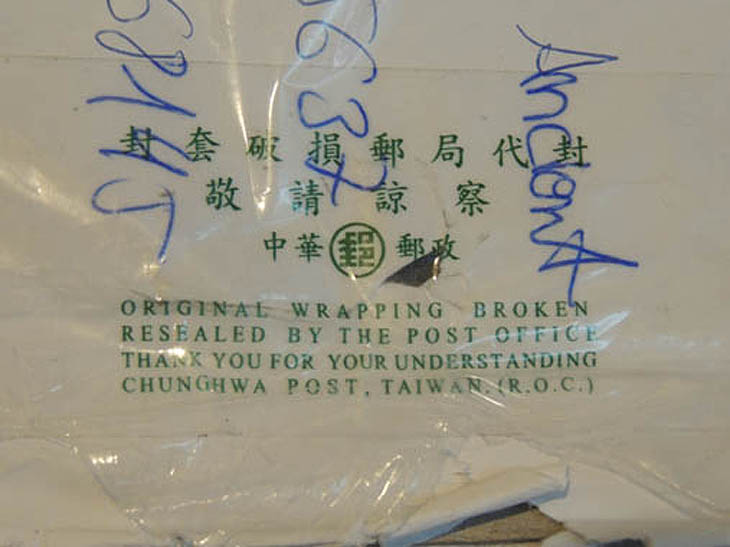 封套破損郵局代封
敬請諒察
中華 郵 郵政
ORIGINAL WRAPPING BROKEN
RESEALED BY THE POST OFFICE
THANK YOU FOR YOUR UNDERSTANDING
CHUNGHWA POST, TAIWAN. (R.O.C.)